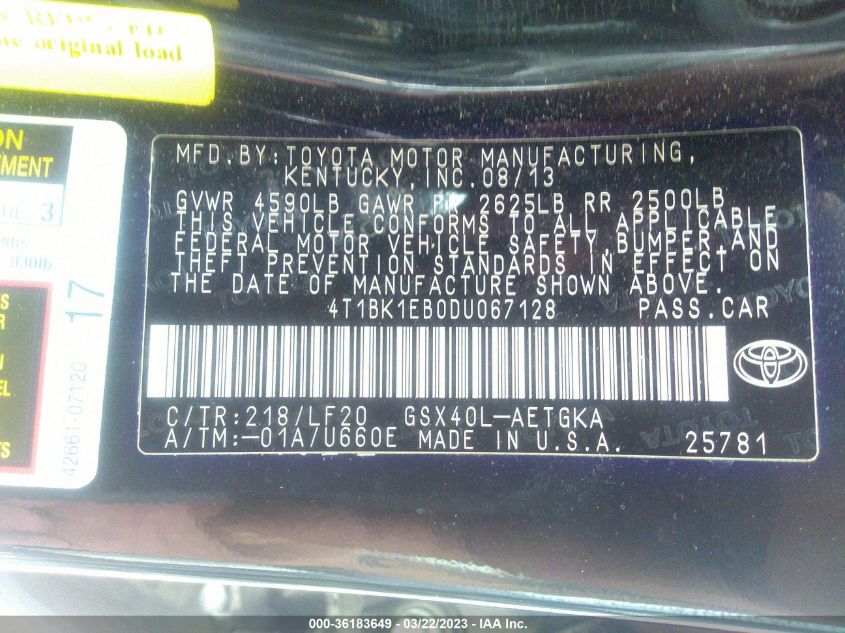 original load
ON
EMENT
3
930lb
17
42661-07120
MFD.BY:TOYOTA MOTOR MANUFACTURING,
KENTUCKY,INC.08/13
GVWR 4590LB GAWR FR 2625LB RR 2500LB
THIS VEHICLE CONFORMS TO ALL APPLICABLE
FEDERAL MOTOR VEHICLE SAFETY,BUMPER,AND
THEFT PREVENTION STANDARDS IN EFFECT ON
THE DATE OF MANUFACTURE SHOWN ABOVE.
4T1BK1EB0DU067128 PASS.CAR
C/TR:218/LF20 GSX40L-AETGKA
A/TM:-01A/U660E MADE IN U.S.A. 25781
000-36183649 - 03/22/2023 - IAA Inc.